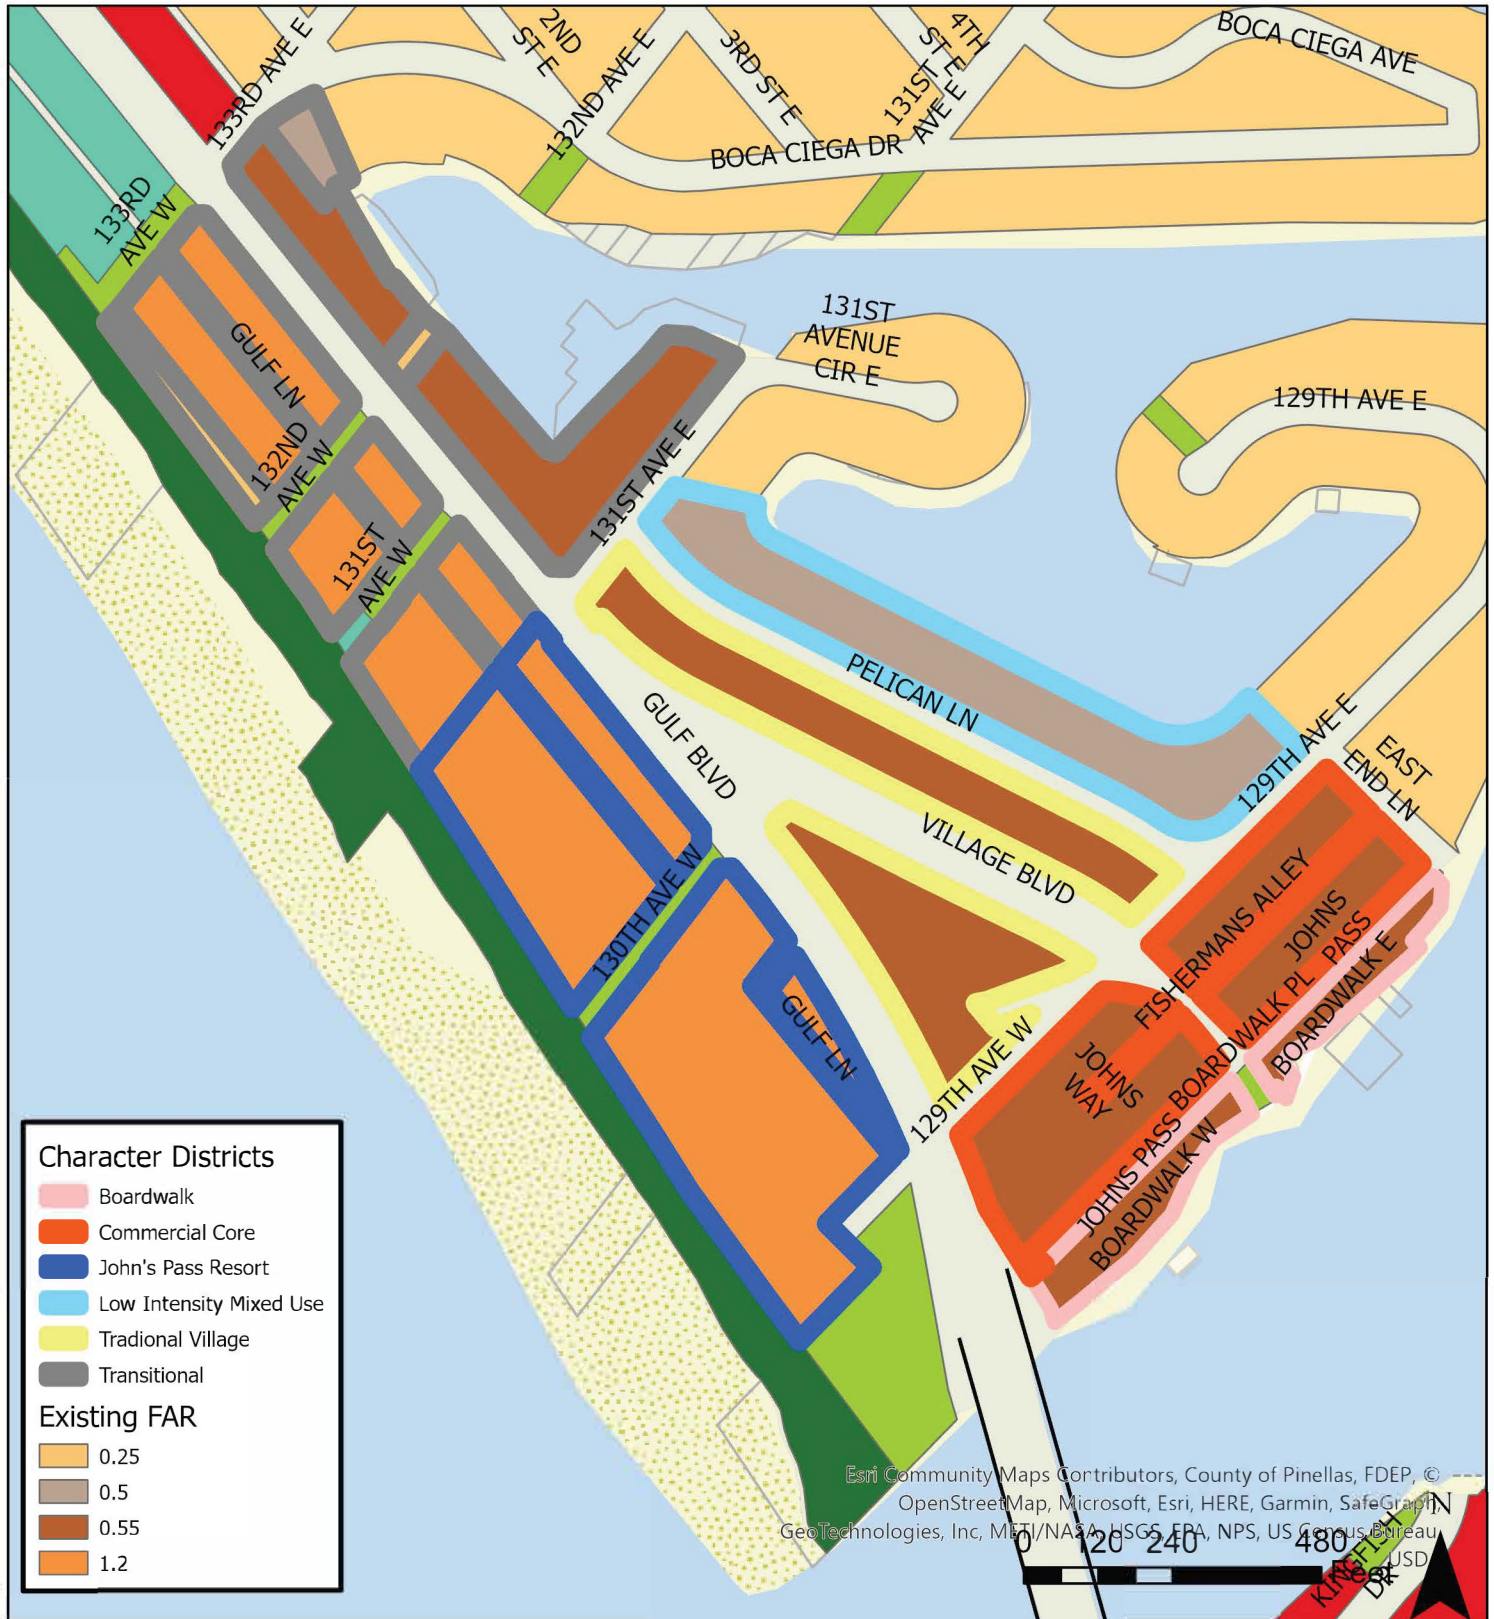 133RD AVE E
2ND
ST E
132ND AVE E
3RD ST E
4TH
ST E
131ST
AVE E
BOCA CIEGA AVE
BOCA CIEGA DR
133RD
AVE W
GULF LN
131ST
AVENUE
CIR E
129TH AVE E
132ND
AVE W
131ST AVE E
131ST
AVE W
PELICAN LN
GULF BLVD
129TH AVE E
EAST
END LN
VILLAGE BLVD
130TH AVE W
FISHERMANS ALLEY
JOHNS
PASS
BOARDWALK E
GULF LN
129TH AVE W
JOHNS
WAY
JOHNS PASS BOARDWALK PL
BOARDWALK W
Character Districts
Boardwalk
Commercial Core
John's Pass Resort
Low Intensity Mixed Use
Tradional Village
Transitional
Existing FAR
0.25
0.5
0.55
1.2
Esri Community Maps Contributors, County of Pinellas, FDEP, ©
OpenStreetMap, Microsoft, Esri, HERE, Garmin, SafeGraph,
GeoTechnologies, Inc, METI/NASA, USGS, EPA, NPS, US Census Bureau,
USD
N
0 120 240 480
Feet
KINGFISH
DR